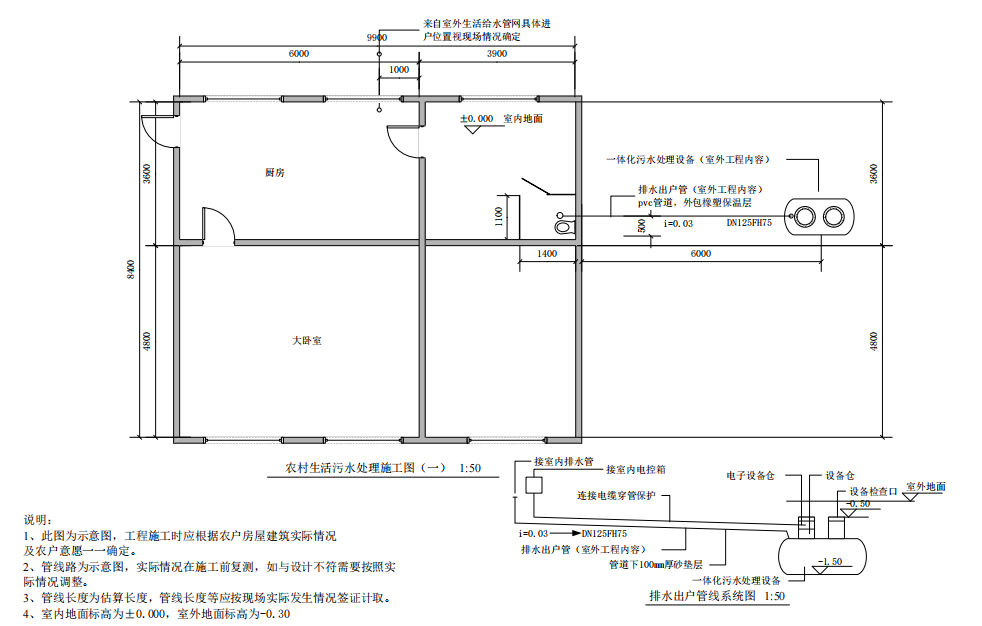 来自室外生活给水管网具体进
户位置视现场情况确定
9900
6000
3900
1000
±0.000 室内地面
厨房
3600
3600
一体化污水处理设备（室外工程内容）
排水出户管（室外工程内容）
pvc管道，外包橡塑保温层
1100
500
i=0.03
DN125FH75
1400
6000
8400
大卧室
4800
4800
农村生活污水处理施工图（一） 1:50
接室内排水管
接室内电控箱
连接电缆穿管保护
电子设备仓
设备仓
设备检查口
室外地面
-0.50
i=0.03
DN125FH75
排水出户管（室外工程内容）
管道下100mm厚砂垫层
-1.50
一体化污水处理设备
排水出户管线系统图 1:50
说明：
1、此图为示意图，工程施工时应根据农户房屋建筑实际情况
及农户意愿一一确定。
2、管线路为示意图，实际情况在施工前复测，如与设计不符需要按照实
际情况调整。
3、管线长度为估算长度，管线长度等应按现场实际发生情况签证计取。
4、室内地面标高为±0.000，室外地面标高为-0.30